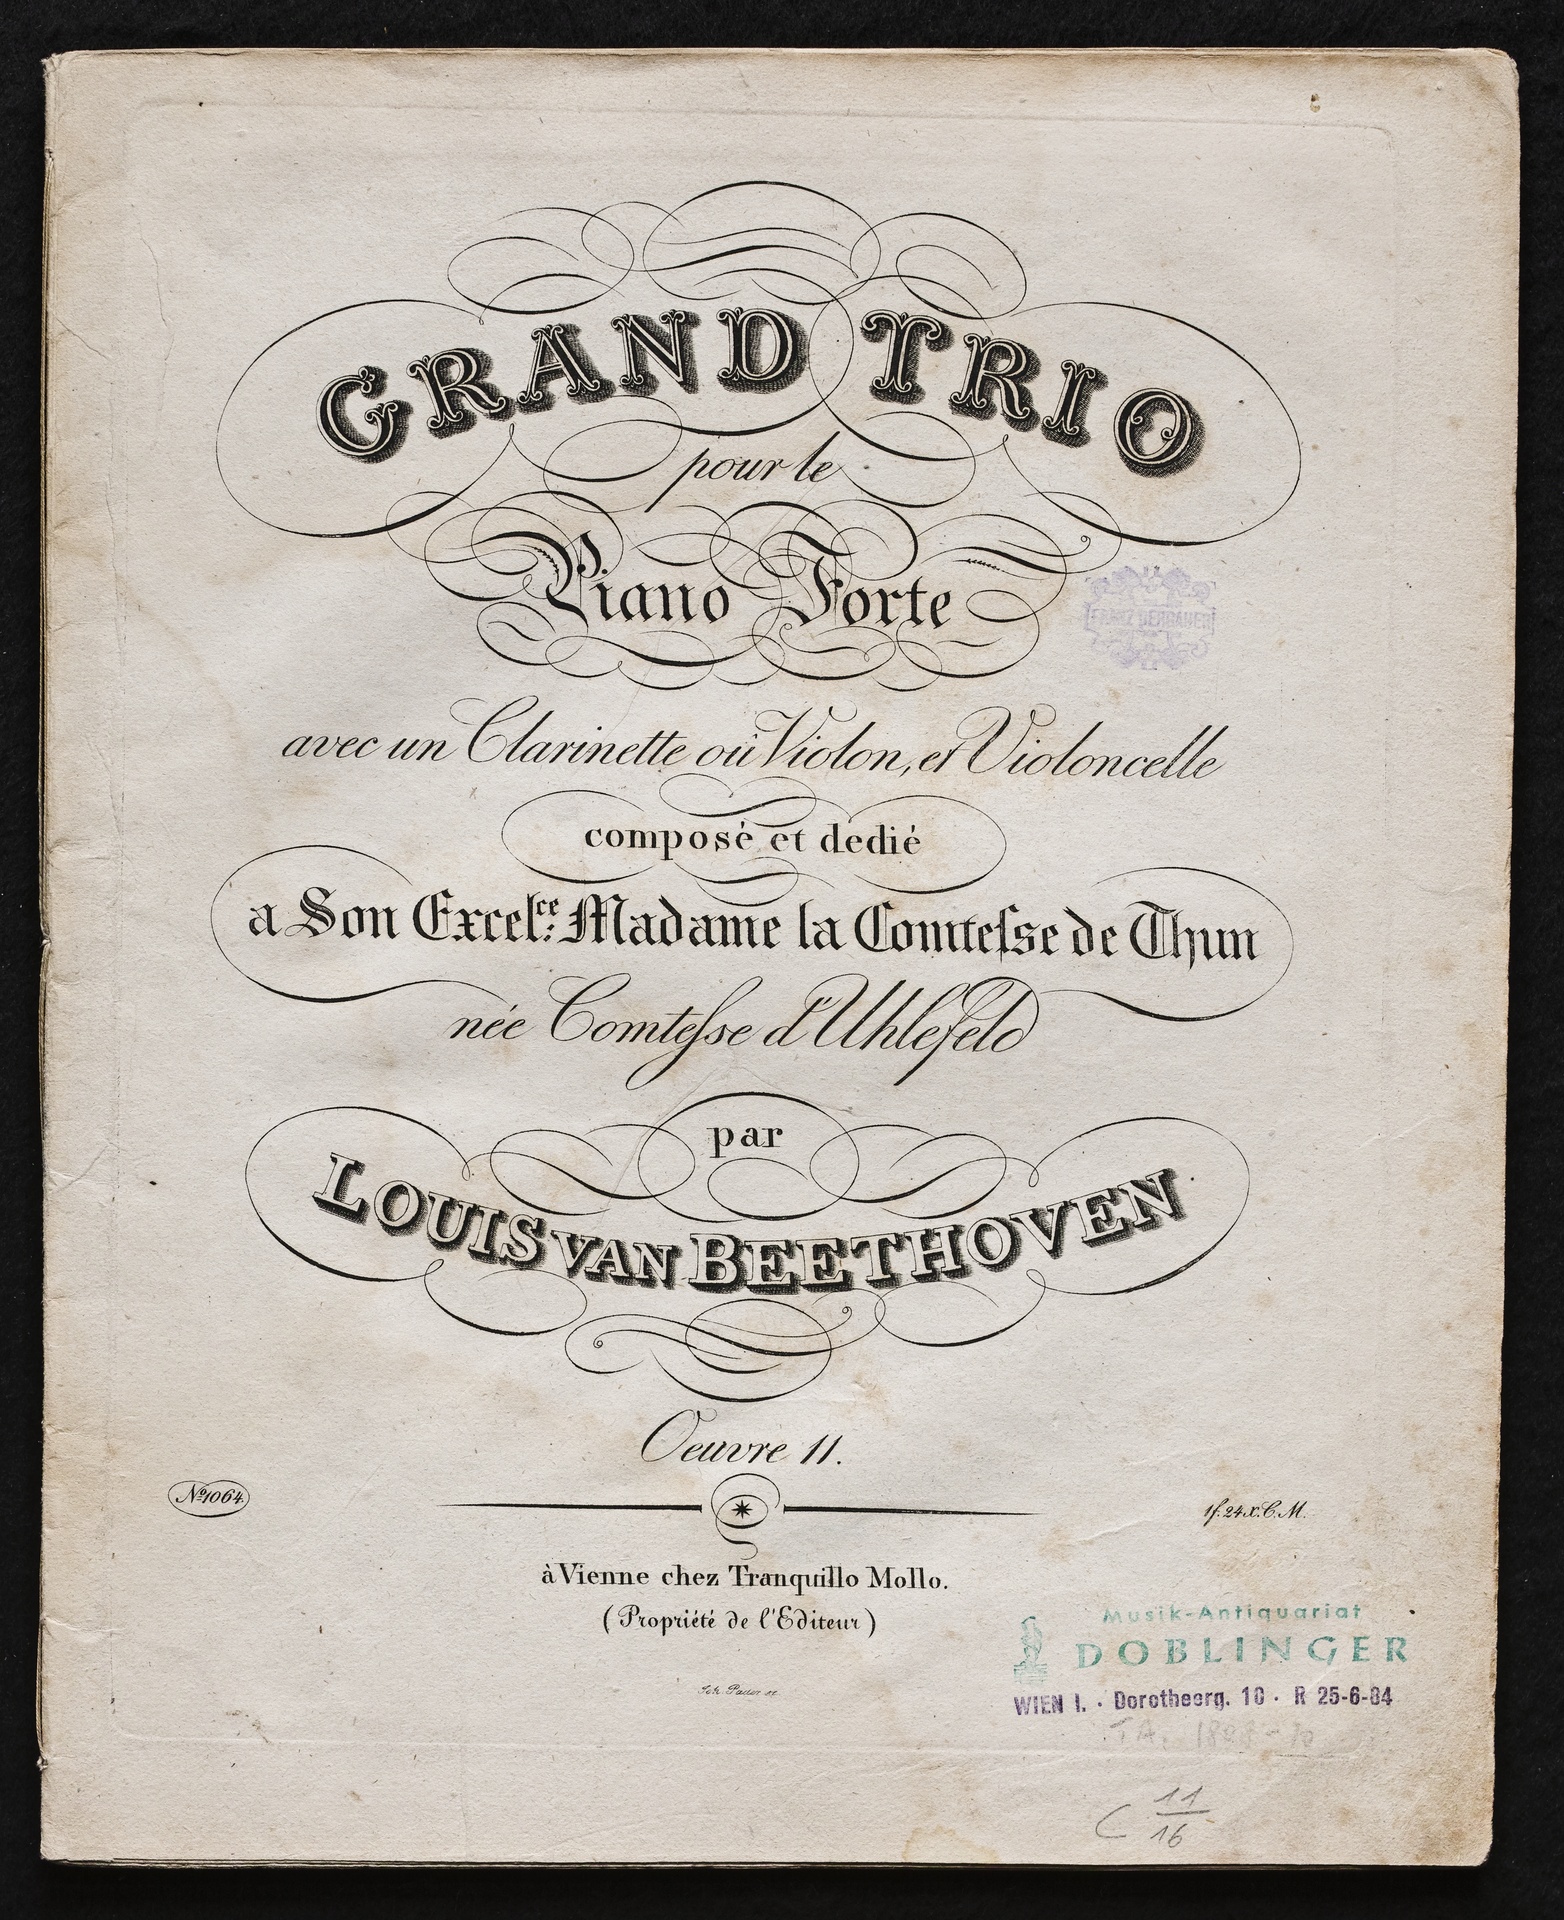 GRAND TRIO
pour le
Piano Forte
avec un Clarinette où Violon, et Violoncelle
composé et dedié
a Son Excel.ce: Madame la Comteſse de Thun
née Comteſse d'Uhlefeld
par
LOUIS VAN BEETHOVEN
Oeuvre 11.
No. 1064.
1f. 24x. C. M.
à Vienne chez Tranquillo Mollo.
(Propriété de l'Editeur)
Musik-Antiquariat
DOBLINGER
WIEN I. · Dorotheerg. 10 · R 25-6-84
C 11/16